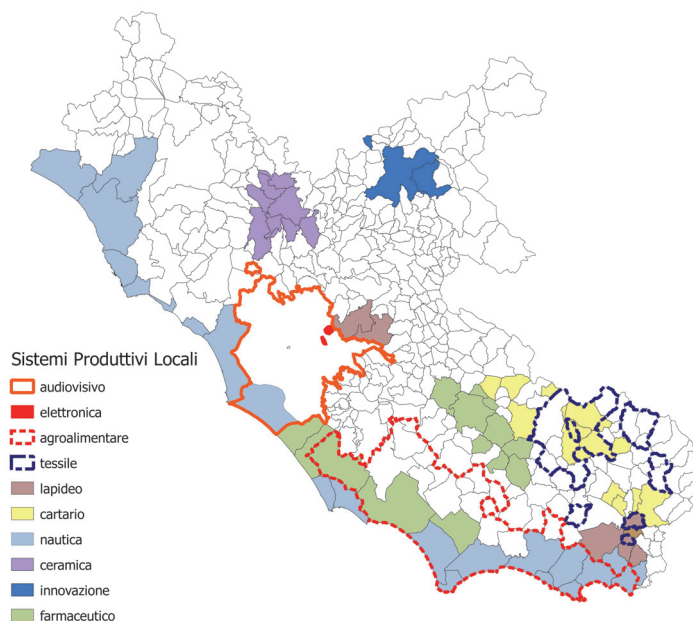 Sistemi Produttivi Locali
audiovisivo
elettronica
agroalimentare
tessile
lapideo
cartario
nautica
ceramica
innovazione
farmaceutico